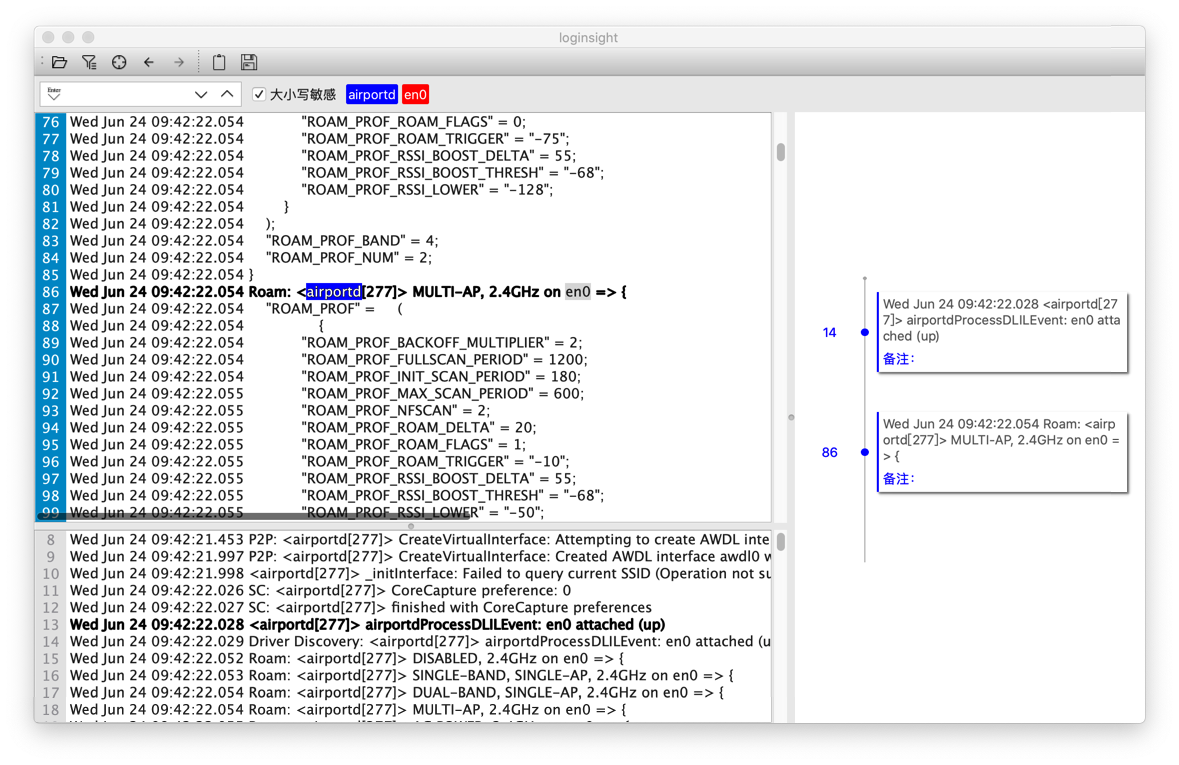 loginsight
Enter
大小写敏感 airportd en0
76 Wed Jun 24 09:42:22.054 "ROAM_PROF_ROAM_FLAGS" = 0;
77 Wed Jun 24 09:42:22.054 "ROAM_PROF_ROAM_TRIGGER" = "-75";
78 Wed Jun 24 09:42:22.054 "ROAM_PROF_RSSI_BOOST_DELTA" = 55;
79 Wed Jun 24 09:42:22.054 "ROAM_PROF_RSSI_BOOST_THRESH" = "-68";
80 Wed Jun 24 09:42:22.054 "ROAM_PROF_RSSI_LOWER" = "-128";
81 Wed Jun 24 09:42:22.054 }
82 Wed Jun 24 09:42:22.054 );
83 Wed Jun 24 09:42:22.054 "ROAM_PROF_BAND" = 4;
84 Wed Jun 24 09:42:22.054 "ROAM_PROF_NUM" = 2;
85 Wed Jun 24 09:42:22.054 }
86 Wed Jun 24 09:42:22.054 Roam: <airportd[277]> MULTI-AP, 2.4GHz on en0 => {
87 Wed Jun 24 09:42:22.054 "ROAM_PROF" = (
88 Wed Jun 24 09:42:22.054 {
89 Wed Jun 24 09:42:22.054 "ROAM_PROF_BACKOFF_MULTIPLIER" = 2;
90 Wed Jun 24 09:42:22.054 "ROAM_PROF_FULLSCAN_PERIOD" = 1200;
91 Wed Jun 24 09:42:22.054 "ROAM_PROF_INIT_SCAN_PERIOD" = 180;
92 Wed Jun 24 09:42:22.055 "ROAM_PROF_MAX_SCAN_PERIOD" = 600;
93 Wed Jun 24 09:42:22.055 "ROAM_PROF_NFSCAN" = 2;
94 Wed Jun 24 09:42:22.055 "ROAM_PROF_ROAM_DELTA" = 20;
95 Wed Jun 24 09:42:22.055 "ROAM_PROF_ROAM_FLAGS" = 1;
96 Wed Jun 24 09:42:22.055 "ROAM_PROF_ROAM_TRIGGER" = "-10";
97 Wed Jun 24 09:42:22.055 "ROAM_PROF_RSSI_BOOST_DELTA" = 55;
98 Wed Jun 24 09:42:22.055 "ROAM_PROF_RSSI_BOOST_THRESH" = "-68";
99 Wed Jun 24 09:42:22.055 "ROAM_PROF_RSSI_LOWER" = "-50";
8 Wed Jun 24 09:42:21.453 P2P: <airportd[277]> CreateVirtualInterface: Attempting to create AWDL inte
9 Wed Jun 24 09:42:21.997 P2P: <airportd[277]> CreateVirtualInterface: Created AWDL interface awdl0 w
10 Wed Jun 24 09:42:21.998 <airportd[277]> _initInterface: Failed to query current SSID (Operation not su
11 Wed Jun 24 09:42:22.026 SC: <airportd[277]> CoreCapture preference: 0
12 Wed Jun 24 09:42:22.027 SC: <airportd[277]> finished with CoreCapture preferences
13 Wed Jun 24 09:42:22.028 <airportd[277]> airportdProcessDLILEvent: en0 attached (up)
14 Wed Jun 24 09:42:22.029 Driver Discovery: <airportd[277]> airportdProcessDLILEvent: en0 attached (u
15 Wed Jun 24 09:42:22.052 Roam: <airportd[277]> DISABLED, 2.4GHz on en0 => {
16 Wed Jun 24 09:42:22.053 Roam: <airportd[277]> SINGLE-BAND, SINGLE-AP, 2.4GHz on en0 => {
17 Wed Jun 24 09:42:22.054 Roam: <airportd[277]> DUAL-BAND, SINGLE-AP, 2.4GHz on en0 => {
18 Wed Jun 24 09:42:22.054 Roam: <airportd[277]> MULTI-AP, 2.4GHz on en0 => {
14
Wed Jun 24 09:42:22.028 <airportd[27
7]> airportdProcessDLILEvent: en0 atta
ched (up)
备注:
86
Wed Jun 24 09:42:22.054 Roam: <airp
ortd[277]> MULTI-AP, 2.4GHz on en0 =
> {
备注: